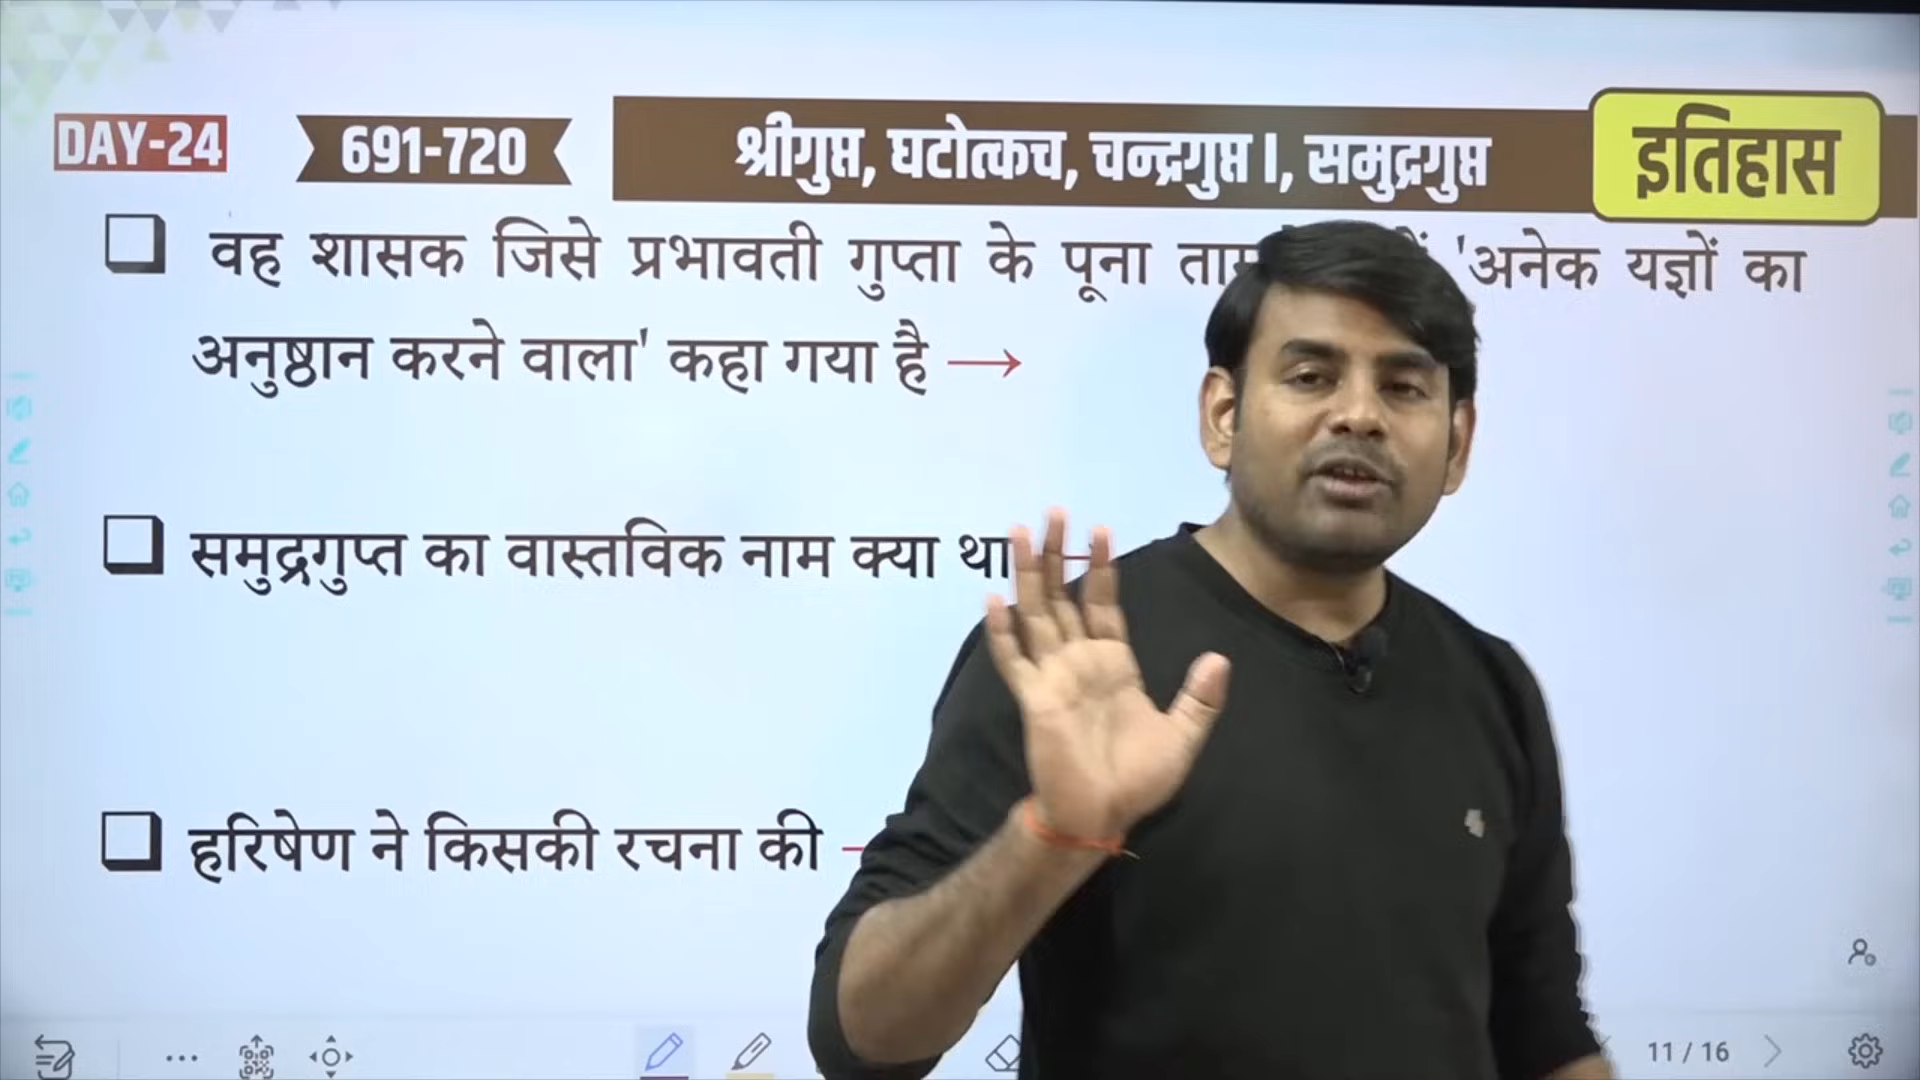 DAY-24
691-720
श्रीगुप्त, घटोत्कच, चन्द्रगुप्त I, समुद्रगुप्त
इतिहास
वह शासक जिसे प्रभावती गुप्ता के पूना 'अनेक यज्ञों का
अनुष्ठान करने वाला' कहा गया है →
समुद्रगुप्त का वास्तविक नाम क्या था
हरिषेण ने किसकी रचना की
11 / 16